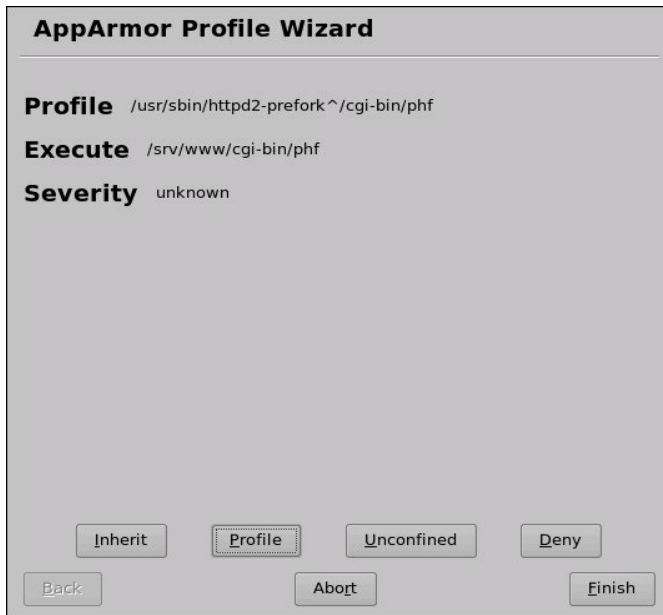 AppArmor Profile Wizard
Profile /usr/sbin/httpd2-prefork^/cgi-bin/phf
Execute /srv/www/cgi-bin/phf
Severity unknown
Inherit Profile Unconfined Deny
Back Abort Finish